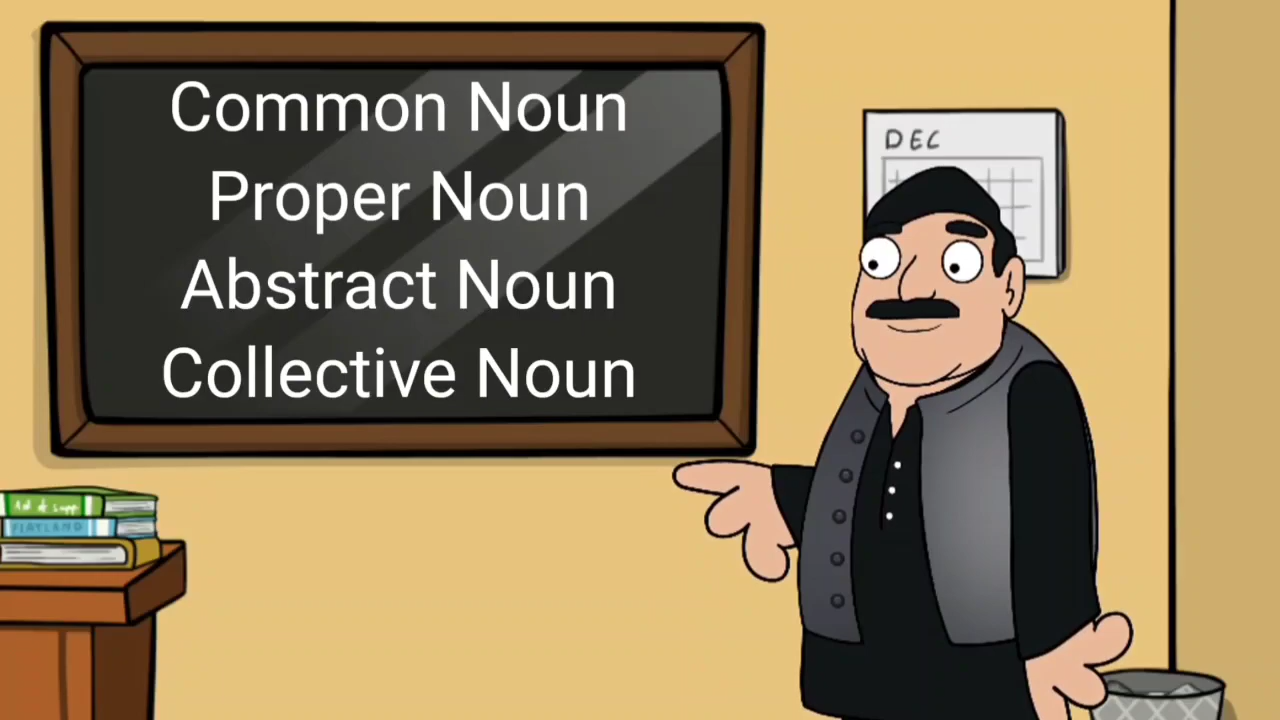 Common Noun
Proper Noun
Abstract Noun
Collective Noun
DEC
FLATLAND